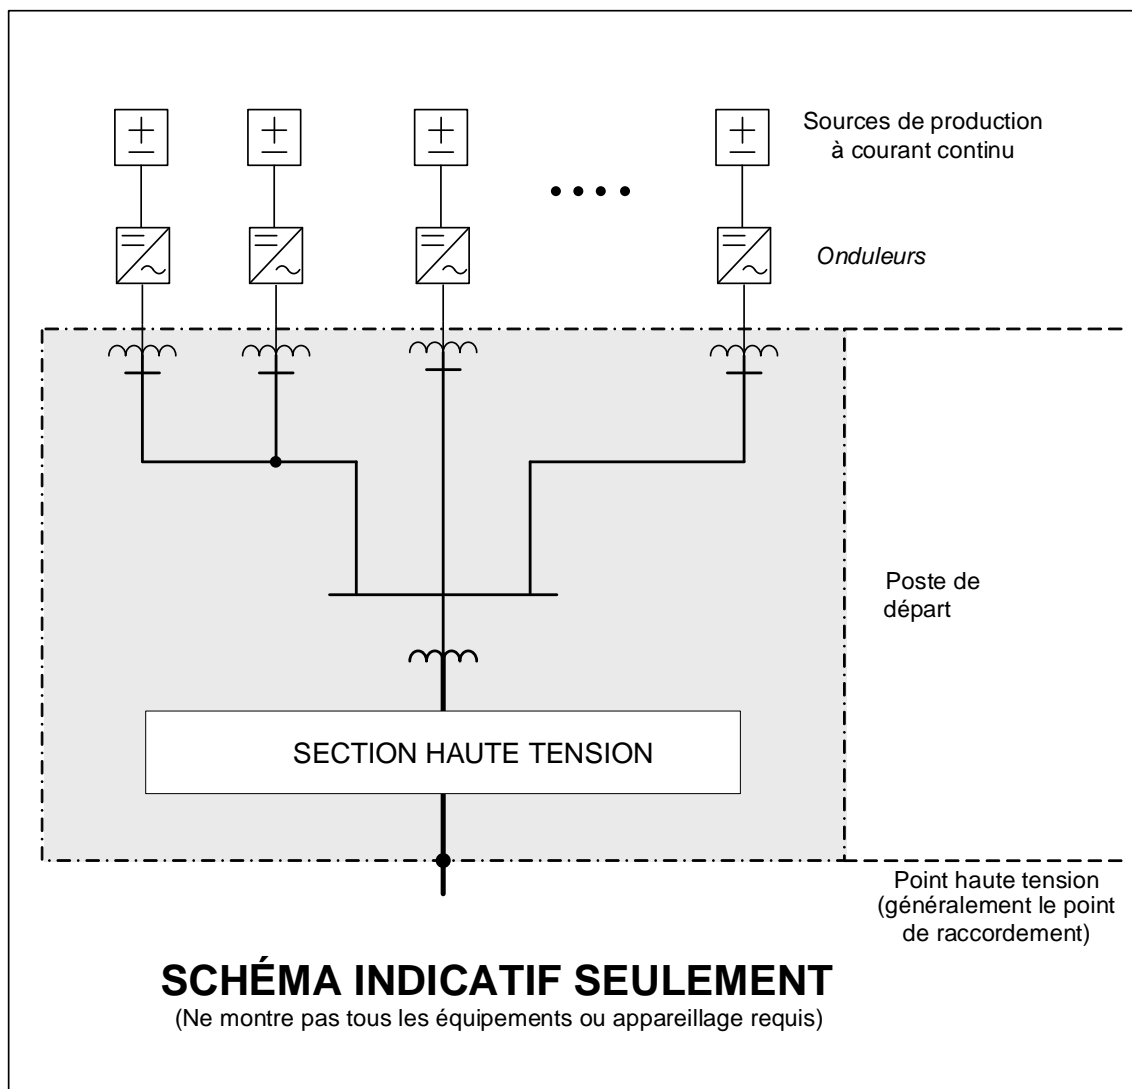 Sources de production
à courant continu
Onduleurs
Poste de
départ
SECTION HAUTE TENSION
Point haute tension
(généralement le point
de raccordement)
SCHÉMA INDICATIF SEULEMENT
(Ne montre pas tous les équipements ou appareillage requis)